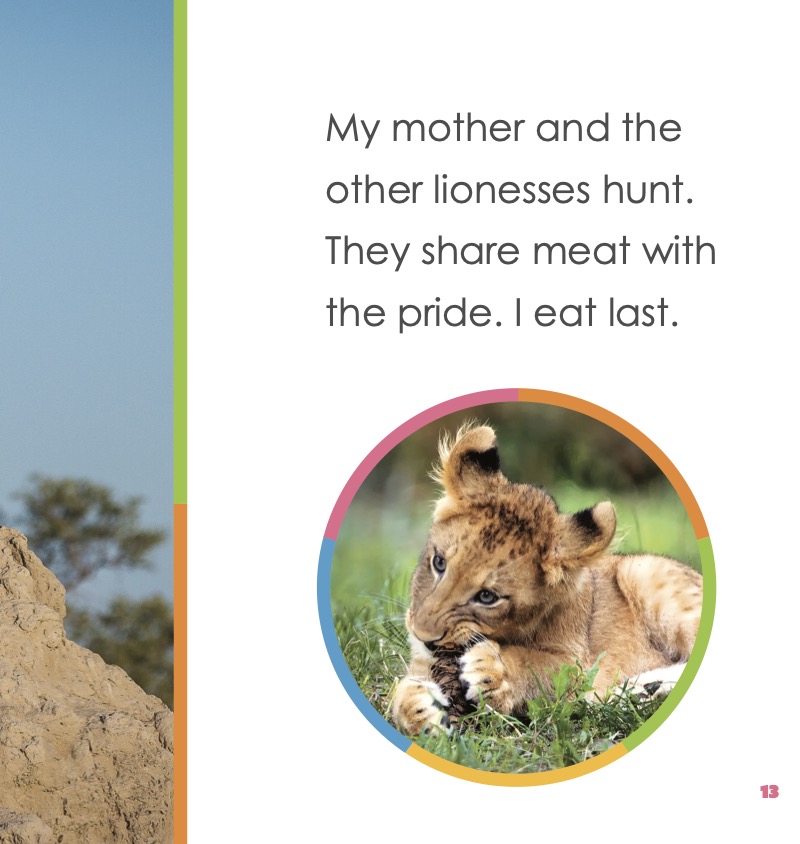 My mother and the
other lionesses hunt.
They share meat with
the pride. I eat last.
13